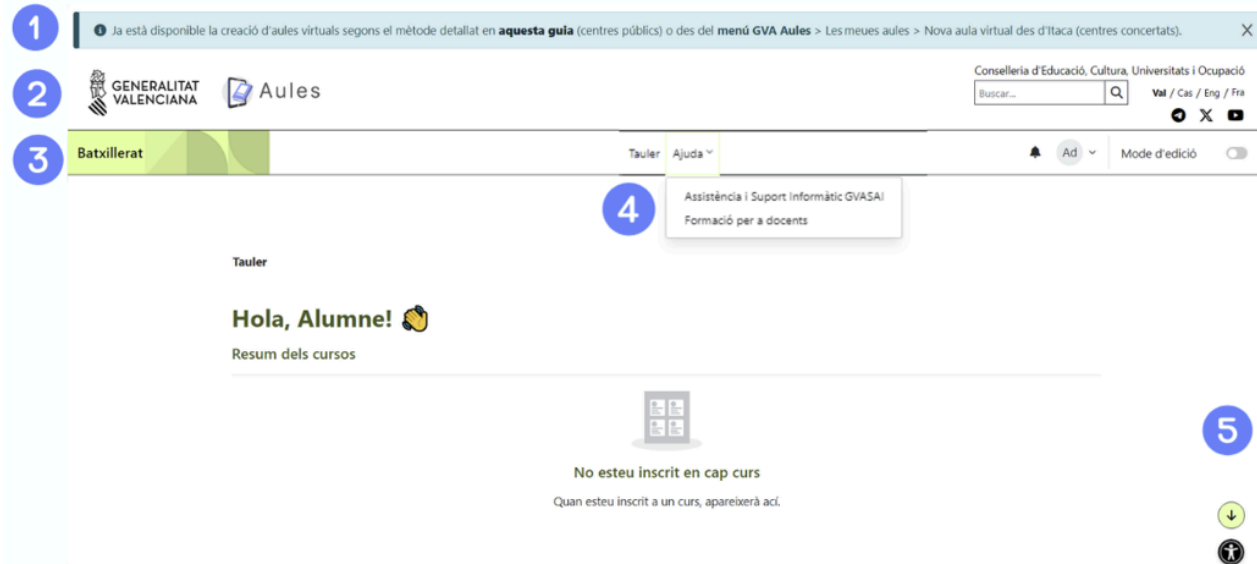 1
Ja està disponible la creació d'aules virtuals segons el mètode detallat en aquesta guia (centres públics) o des del menú GVA Aules > Les meues aules > Nova aula virtual des d'Itaca (centres concertats).
2
GENERALITAT
VALENCIANA
Aules
Conselleria d'Educació, Cultura, Universitats i Ocupació
Buscar...
Val / Cas / Eng / Fra
3
Batxillerat
Tauler
Ajuda
Ad
Mode d'edició
4
Assistència i Suport Informàtic GVASAI
Formació per a docents
Tauler
Hola, Alumne!
Resum dels cursos
5
No esteu inscrit en cap curs
Quan esteu inscrit a un curs, apareixerà ací.